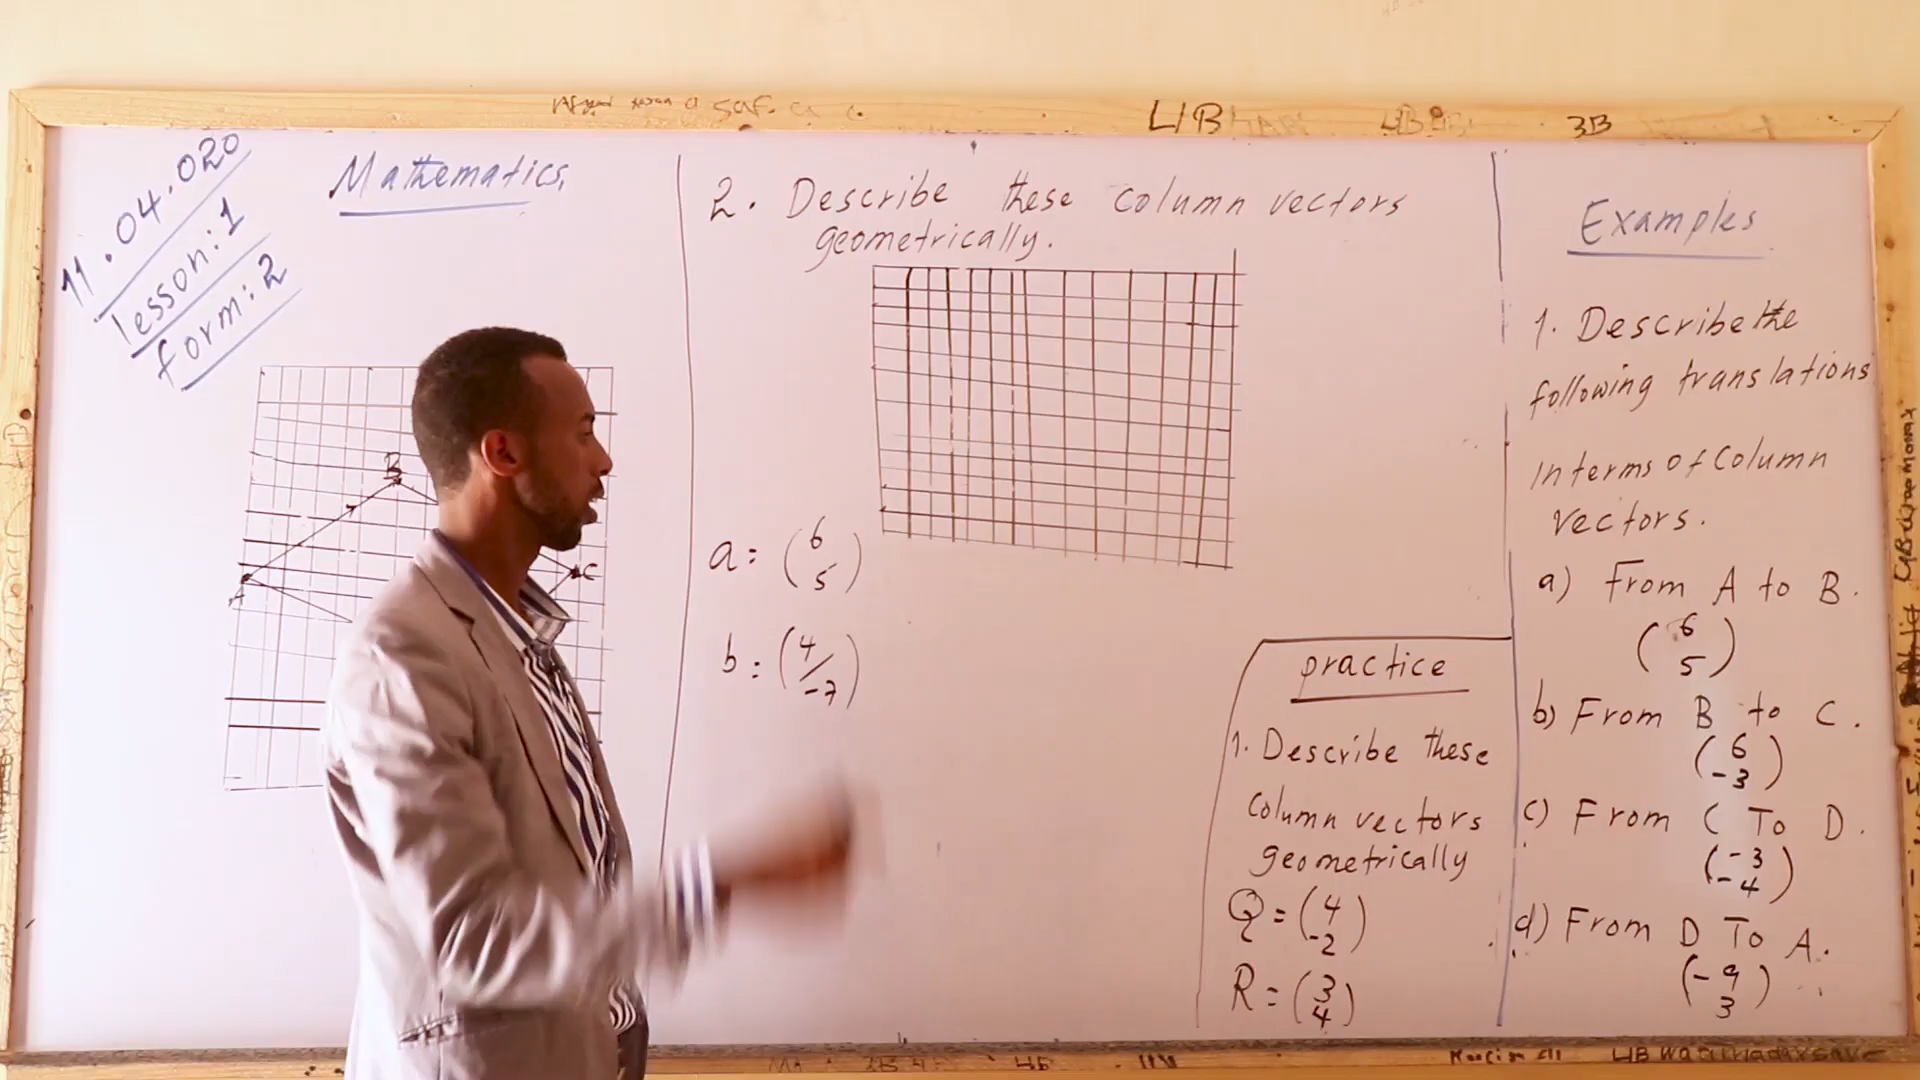 LIB
3B
11.04.020
lesson:1
form:2
Mathematics,
B
A
C
2. Describe these column vectors
geometrically.
a = (6
5)
b = (4/
-7)
practice
1. Describe these
column vectors
geometrically
Q = (4
-2)
R = (3
4)
Examples
1. Describe the
following translations
Interms of Column
vectors.
a) From A to B.
(6
5)
b) From B to C.
(6
-3)
c) From C To D.
(-3
-4)
d) From D To A.
(-9
3)